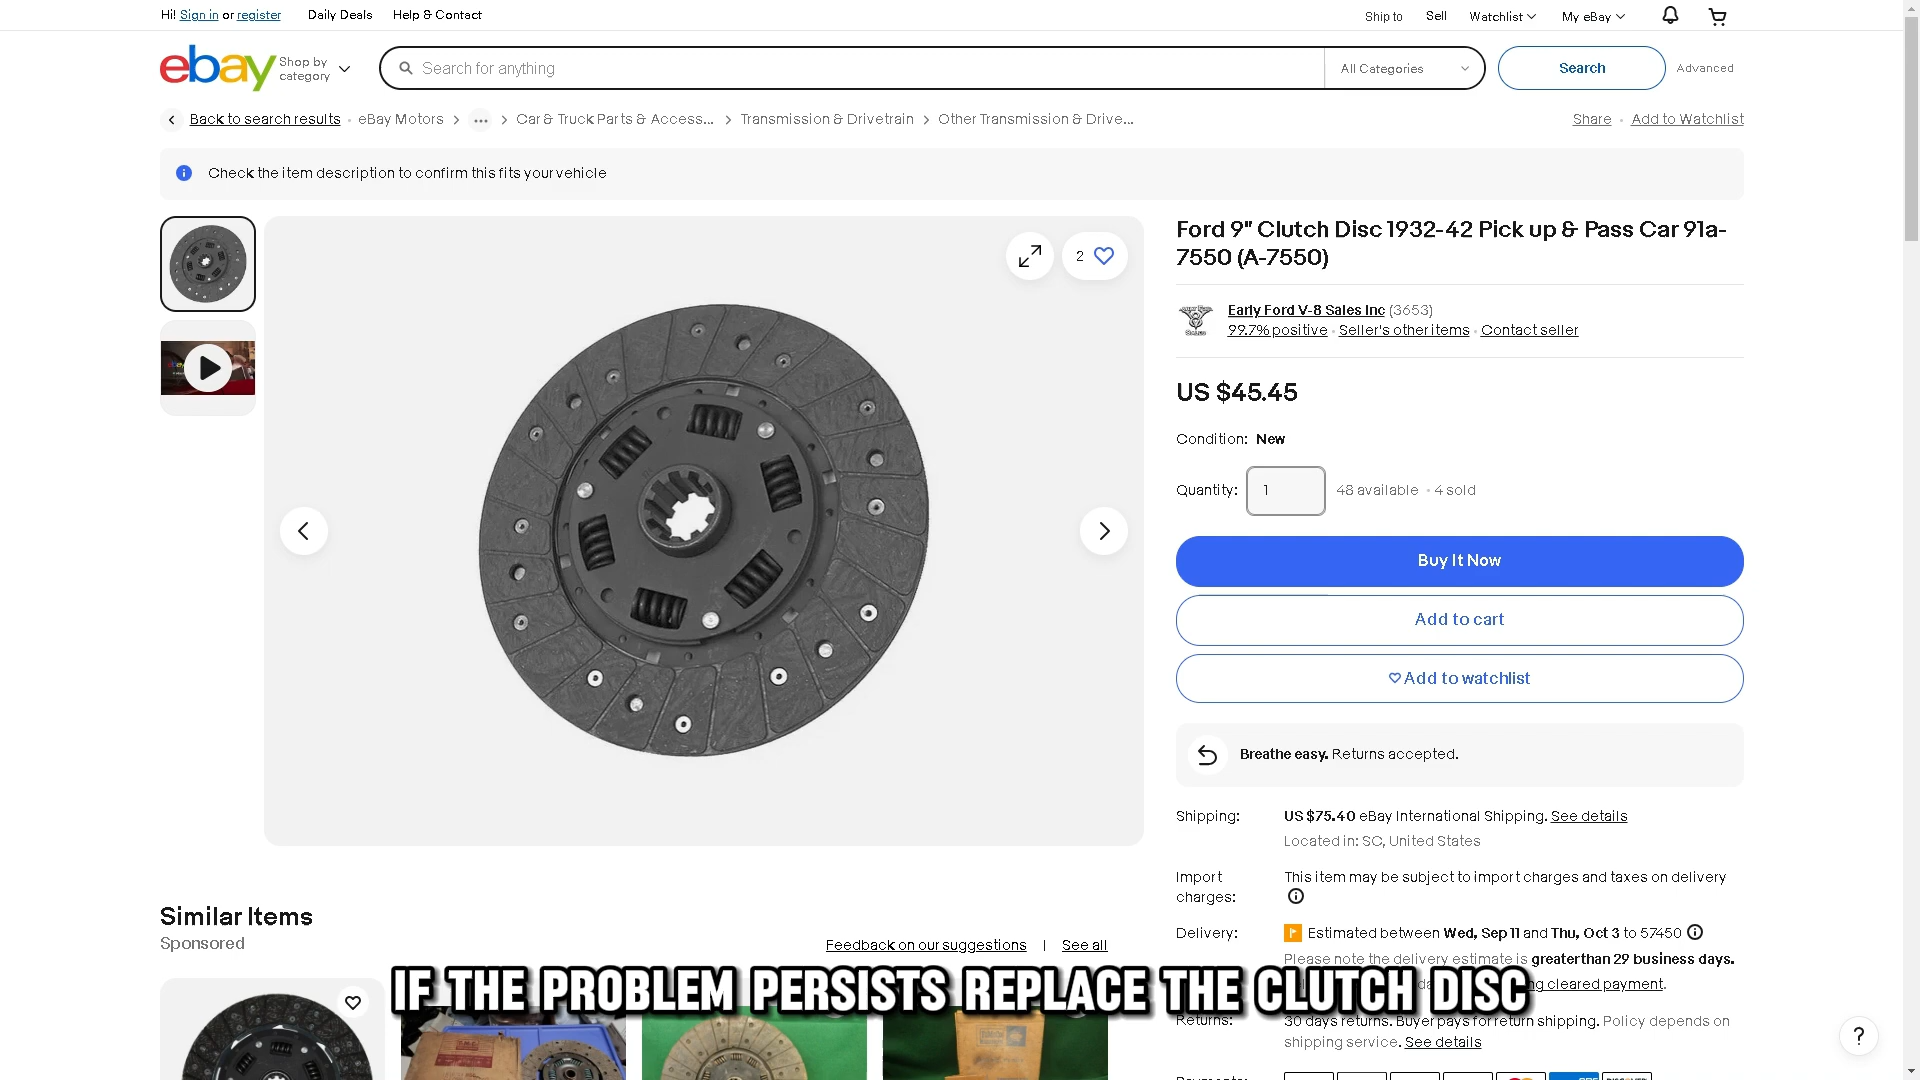 Hi! Sign in or register
Daily Deals
Help & Contact
Ship to
Sell
Watchlist
My eBay
ebay
Shop by
category
Search for anything
All Categories
Search
Advanced
Back to search results
eBay Motors
Car & Truck Parts & Access...
Transmission & Drivetrain
Other Transmission & Drive...
Share
Add to Watchlist
Check the item description to confirm this fits your vehicle
2
Ford 9" Clutch Disc 1932-42 Pick up & Pass Car 91a-
7550 (A-7550)
Early Ford V-8 Sales Inc (3653)
99.7% positive
Seller's other items
Contact seller
US $45.45
Condition: New
Quantity: 1
48 available
4 sold
Buy It Now
Add to cart
Add to watchlist
Breathe easy. Returns accepted.
Shipping: US $75.40 eBay International Shipping. See details
Located in: SC, United States
Import
charges:
This item may be subject to import charges and taxes on delivery
Delivery: Estimated between Wed, Sep 11 and Thu, Oct 3 to 57450
Please note the delivery estimate is greater than 29 business days.
cleared payment.
Returns: 30 days returns. Buyer pays for return shipping. Policy depends on
shipping service. See details
Similar Items
Sponsored
Feedback on our suggestions | See all
IF THE PROBLEM PERSISTS REPLACE THE CLUTCH DISC
?